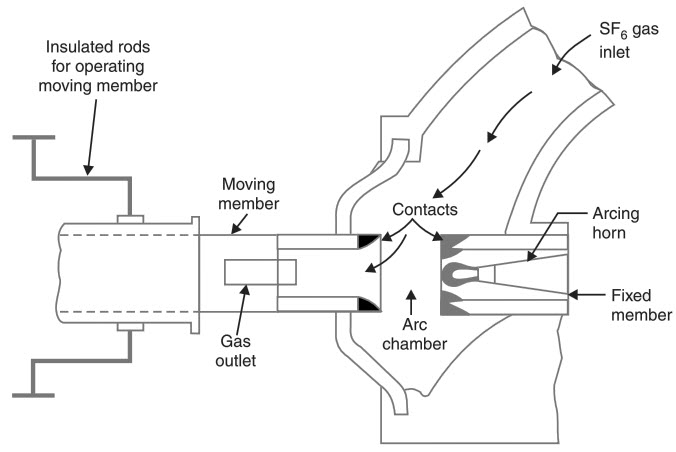 Insulated rods
for operating
moving member
SF₆ gas
inlet
Moving
member
Contacts
Arcing
horn
Gas
outlet
Arc
chamber
Fixed
member